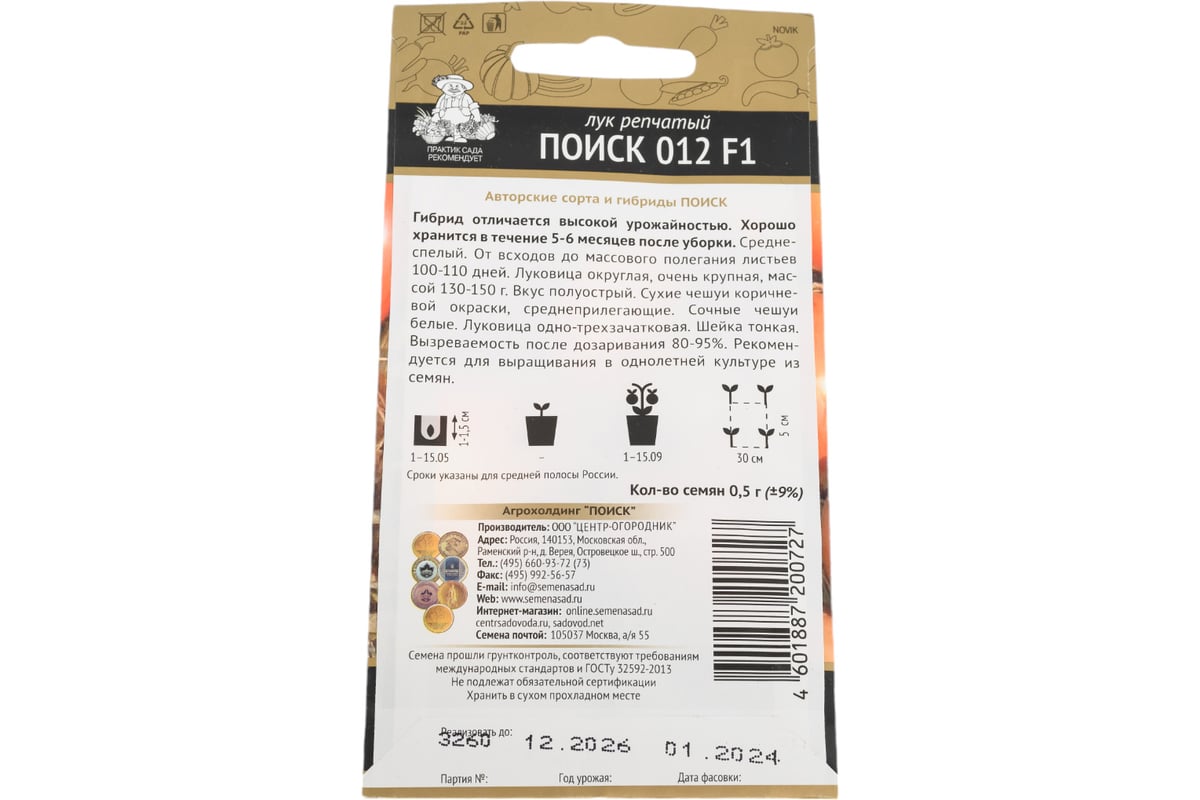 22
PAP
NOVIK
ПРАКТИК САДА
РЕКОМЕНДУЕТ
лук репчатый
ПОИСК 012 F1
Авторские сорта и гибриды ПОИСК
Гибрид отличается высокой урожайностью. Хорошо
хранится в течение 5-6 месяцев после уборки. Средне-
спелый. От всходов до массового полегания листьев
100-110 дней. Луковица округлая, очень крупная, мас-
сой 130-150 г. Вкус полуострый. Сухие чешуи коричне-
вой окраски, среднеприлегающие. Сочные чешуи
белые. Луковица одно-трехзачатковая. Шейка тонкая.
Вызреваемость после дозаривания 80-95%. Рекомен-
дуется для выращивания в однолетней культуре из
семян.
1-1,5 см
5 см
1–15.05
–
1–15.09
30 см
Сроки указаны для средней полосы России.
Кол-во семян 0,5 г (±9%)
Агрохолдинг "ПОИСК"
Производитель: ООО "ЦЕНТР-ОГОРОДНИК"
Адрес: Россия, 140153, Московская обл.,
Раменский р-н, д. Верея, Островецкое ш., стр. 500
Тел.: (495) 660-93-72 (73)
Факс: (495) 992-56-57
E-mail: info@semenasad.ru
Web: www.semenasad.ru
Интернет-магазин: online.semenasad.ru
centrsadovoda.ru, sadovod.net
Семена почтой: 105037 Москва, а/я 55
4 601887 200727
Семена прошли грунтконтроль, соответствуют требованиям
международных стандартов и ГОСТу 32592-2013
Не подлежат обязательной сертификации
Хранить в сухом прохладном месте
Реализовать до:
3260 12.2026 01.2024
Партия №: Год урожая: Дата фасовки: